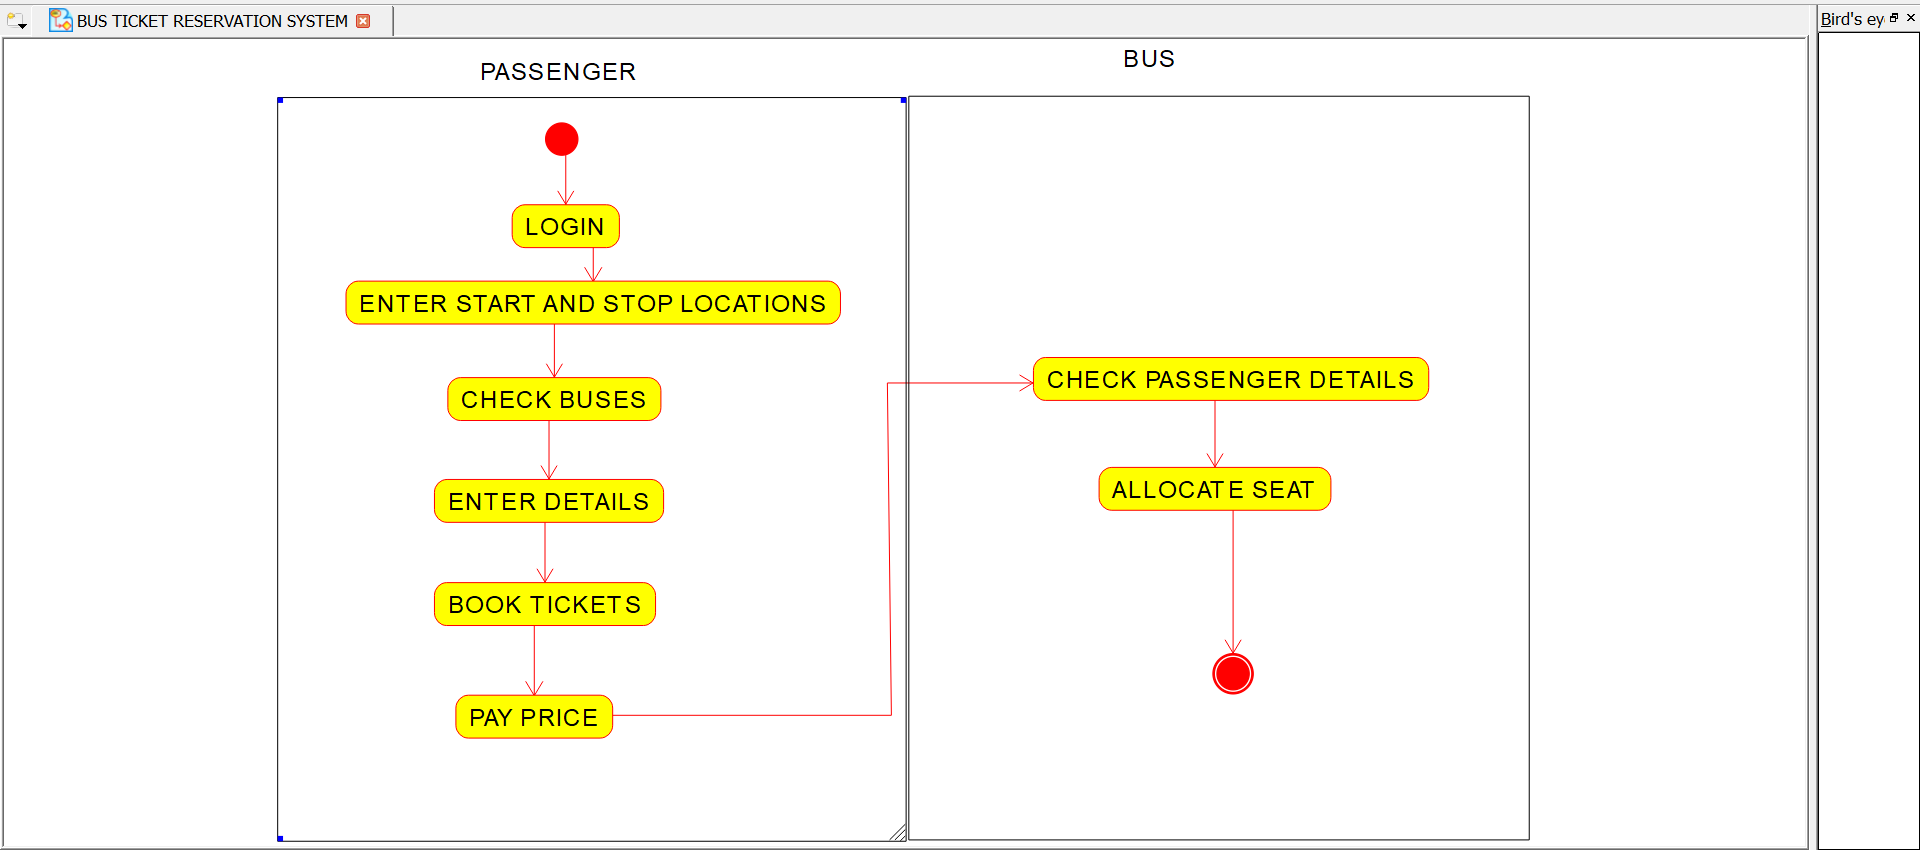 BUS TICKET RESERVATION SYSTEM
Bird's ey
PASSENGER
BUS
LOGIN
ENTER START AND STOP LOCATIONS
CHECK BUSES
ENTER DETAILS
BOOK TICKETS
PAY PRICE
CHECK PASSENGER DETAILS
ALLOCATE SEAT